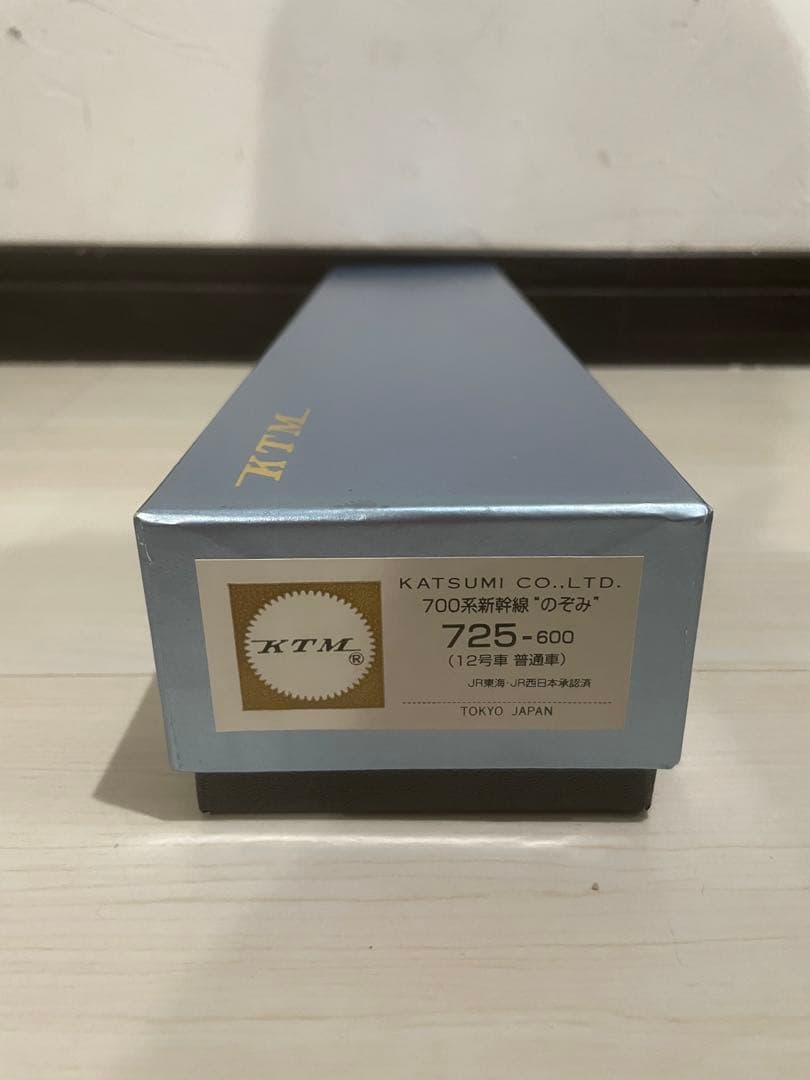 KTM
KTM®
KATSUMI CO.,LTD.
700系新幹線“のぞみ”
725-600
(12号車 普通車)
JR東海・JR西日本承認済
TOKYO JAPAN